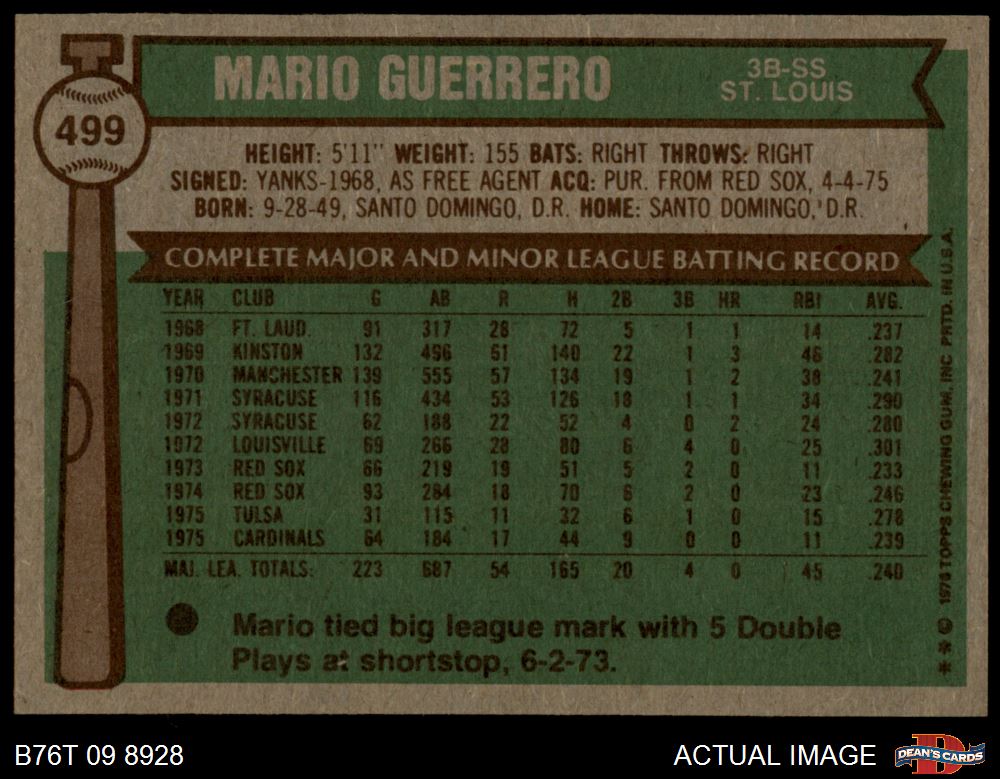 499
MARIO GUERRERO
3B-SS
ST. LOUIS
HEIGHT: 5'11" WEIGHT: 155 BATS: RIGHT THROWS: RIGHT
SIGNED: YANKS-1968, AS FREE AGENT ACQ: PUR. FROM RED SOX, 4-4-75
BORN: 9-28-49, SANTO DOMINGO, D.R. HOME: SANTO DOMINGO, D.R.
COMPLETE MAJOR AND MINOR LEAGUE BATTING RECORD
YEAR CLUB G AB R H 2B 3B HR RBI AVG.
1968 FT. LAUD. 91 317 28 72 5 1 1 14 .237
1969 KINSTON 132 496 61 140 22 1 3 46 .282
1970 MANCHESTER 139 555 57 134 19 1 2 38 .241
1971 SYRACUSE 116 434 53 126 18 1 1 34 .290
1972 SYRACUSE 62 188 22 52 4 0 2 24 .280
1972 LOUISVILLE 69 266 28 80 6 4 0 25 .301
1973 RED SOX 66 219 19 51 5 2 0 11 .233
1974 RED SOX 93 284 18 70 6 2 0 23 .246
1975 TULSA 31 115 11 32 6 1 0 15 .278
1975 CARDINALS 64 184 17 44 9 0 0 11 .239
MAJ. LEA. TOTALS: 223 687 54 165 20 4 0 45 .240
Mario tied big league mark with 5 Double
Plays at shortstop, 6-2-73.
** © 1976 TOPPS CHEWING GUM, INC. PRTD. IN U.S.A.
B76T 09 8928
ACTUAL IMAGE
DEAN'S CARDS